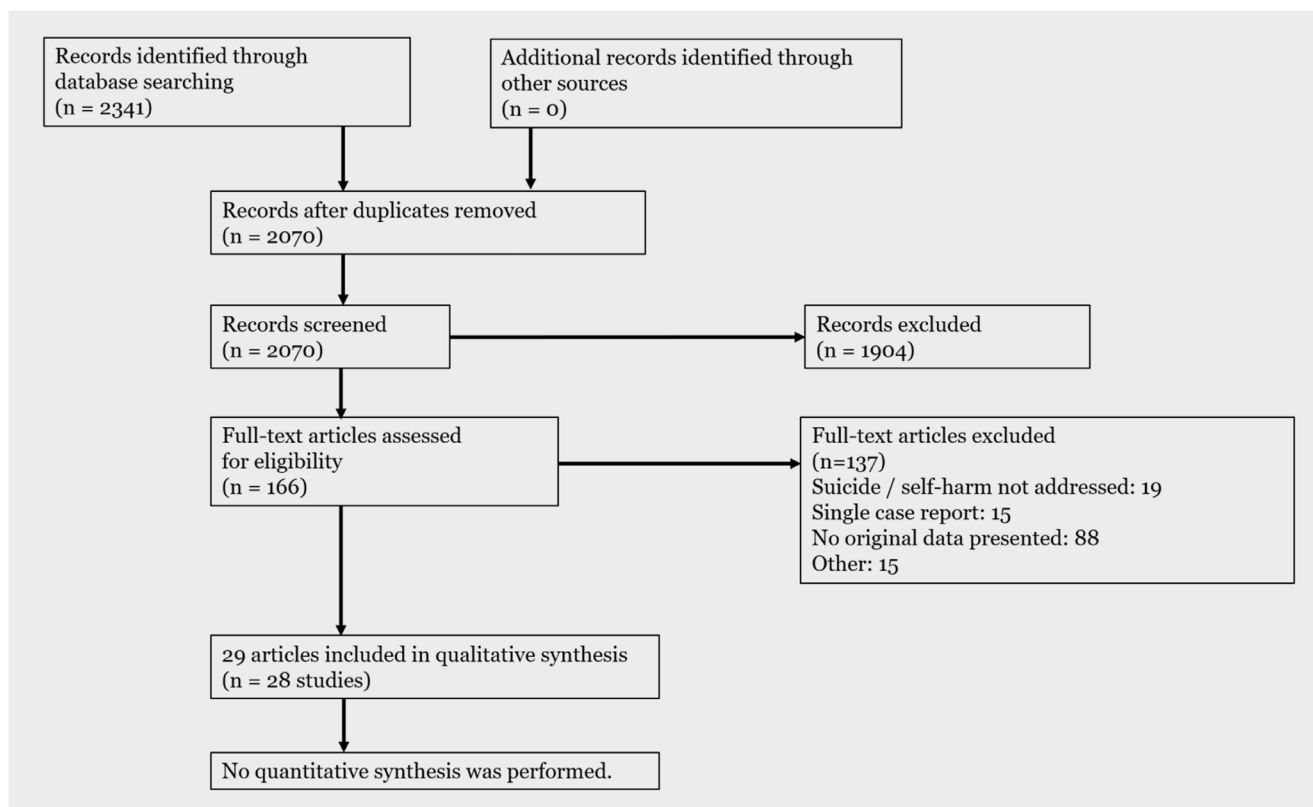 Records identified through
database searching
(n = 2341)
Additional records identified through
other sources
(n = 0)
Records after duplicates removed
(n = 2070)
Records screened
(n = 2070)
Records excluded
(n = 1904)
Full-text articles assessed
for eligibility
(n = 166)
Full-text articles excluded
(n=137)
Suicide / self-harm not addressed: 19
Single case report: 15
No original data presented: 88
Other: 15
29 articles included in qualitative synthesis
(n = 28 studies)
No quantitative synthesis was performed.